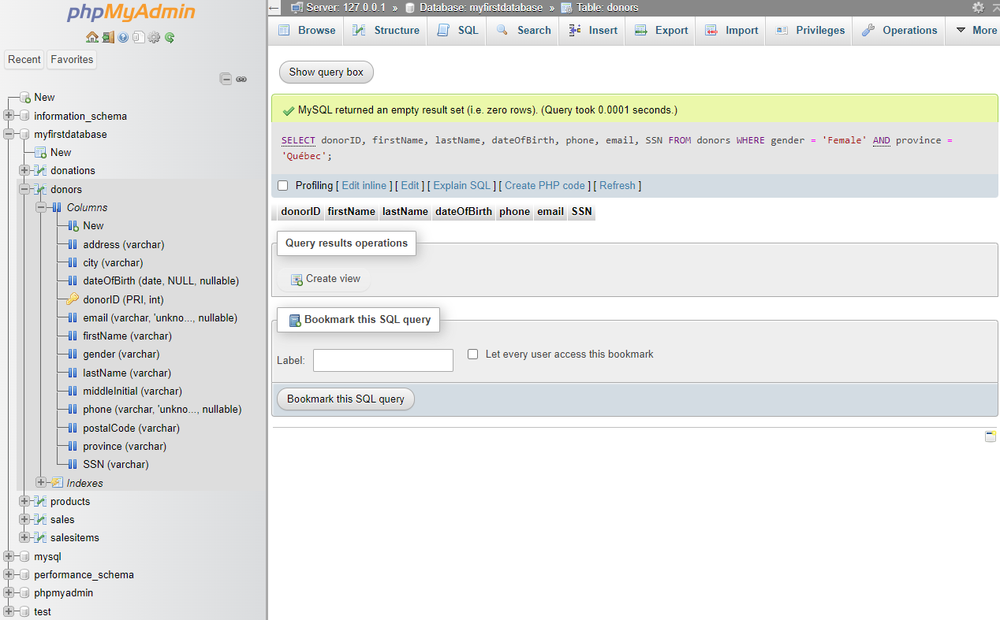 phpMyAdmin
Recent
Favorites
New
information_schema
myfirstdatabase
New
donations
donors
Columns
New
address (varchar)
city (varchar)
dateOfBirth (date, NULL, nullable)
donorID (PRI, int)
email (varchar, 'unkno..., nullable)
firstName (varchar)
gender (varchar)
lastName (varchar)
middleInitial (varchar)
phone (varchar, 'unkno..., nullable)
postalCode (varchar)
province (varchar)
SSN (varchar)
Indexes
products
sales
salesitems
mysql
performance_schema
phpmyadmin
test
Server: 127.0.0.1 » Database: myfirstdatabase » Table: donors
Browse Structure SQL Search Insert Export Import Privileges Operations More
Show query box
MySQL returned an empty result set (i.e. zero rows). (Query took 0.0001 seconds.)
SELECT donorID, firstName, lastName, dateOfBirth, phone, email, SSN FROM donors WHERE gender = 'Female' AND province =
'Québec';
Profiling [ Edit inline ] [ Edit ] [ Explain SQL ] [ Create PHP code ] [ Refresh ]
donorID firstName lastName dateOfBirth phone email SSN
Query results operations
Create view
Bookmark this SQL query
Label:
Let every user access this bookmark
Bookmark this SQL query